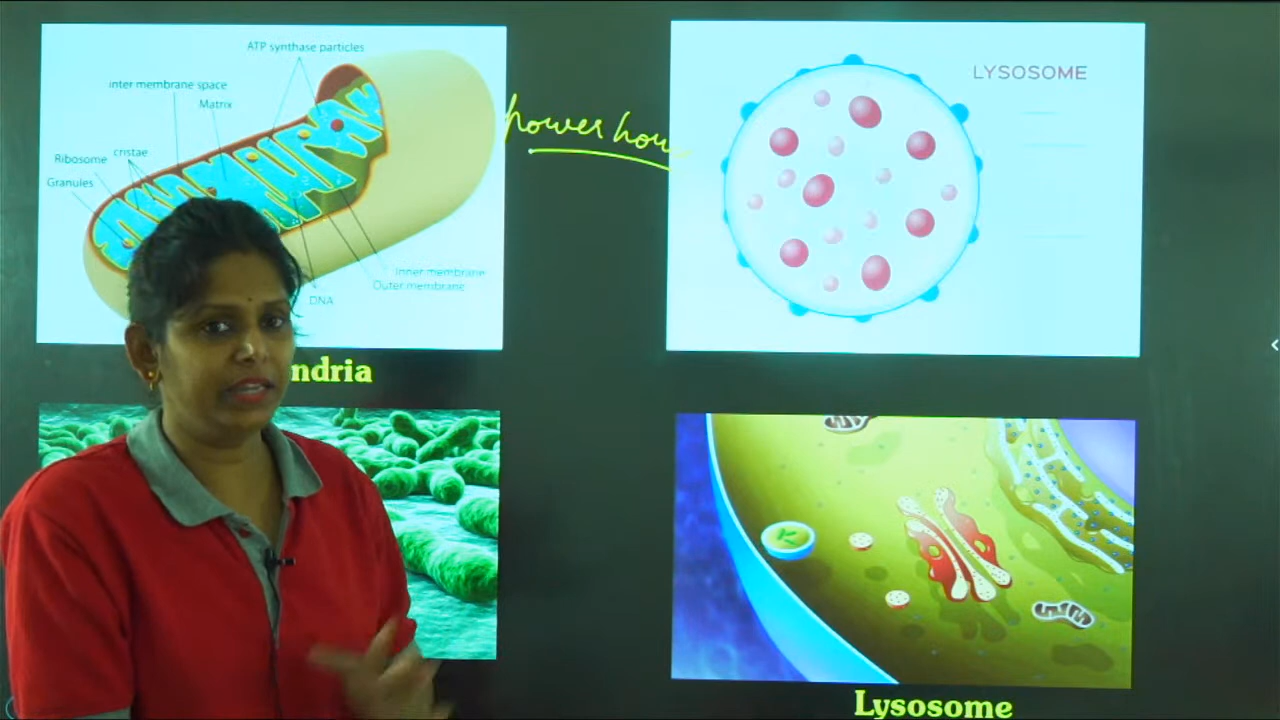 ATP synthase particles
inter membrane space
Matrix
cristae
Ribosome
Granules
Inner membrane
Outer membrane
DNA
ndria
power hou
LYSOSOME
Lysosome